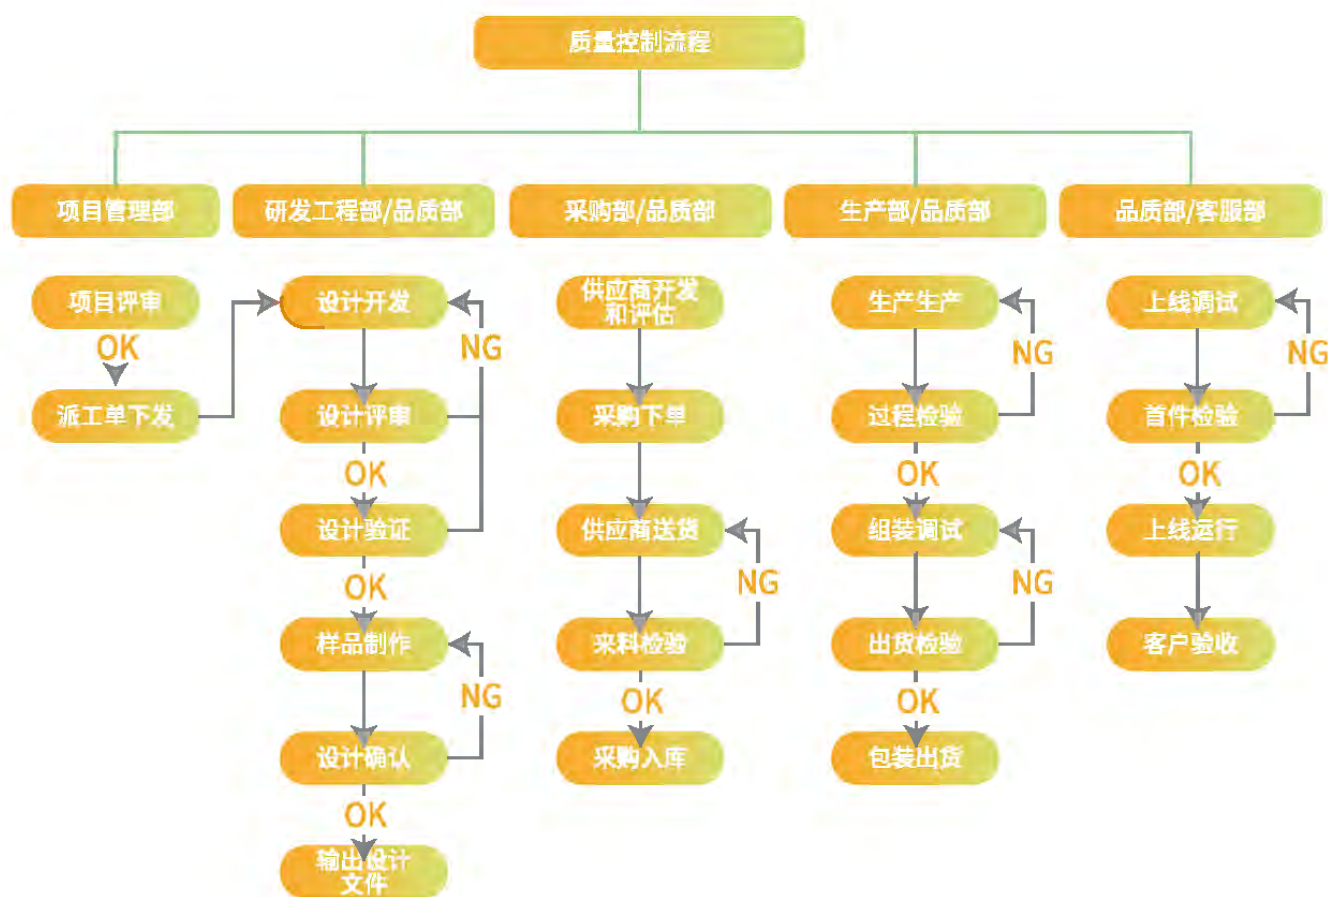 质量控制流程
项目管理部
研发工程部/品质部
采购部/品质部
生产部/品质部
品质部/客服部
项目评审
OK
派工单下发
设计开发
NG
设计评审
OK
设计验证
OK
样品制作
NG
设计确认
OK
输出设计
文件
供应商开发
和评估
采购下单
供应商送货
NG
来料检验
OK
采购入库
生产生产
NG
过程检验
OK
组装调试
NG
出货检验
OK
包装出货
上线调试
NG
首件检验
OK
上线运行
客户验收